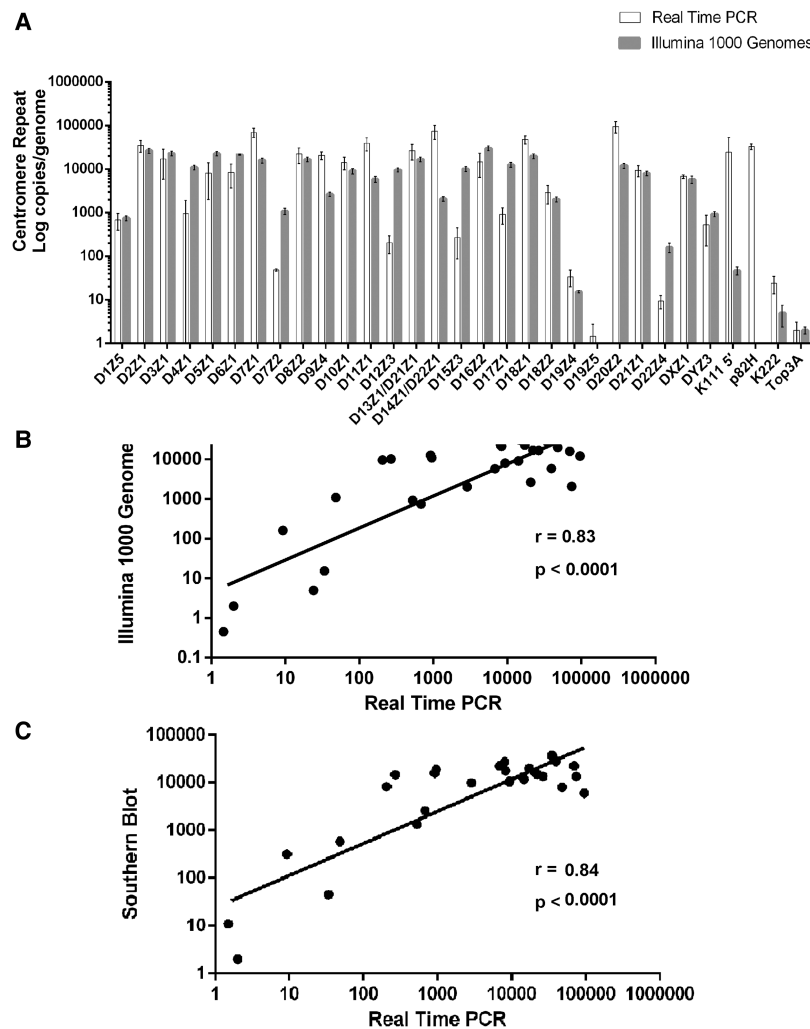 A
Real Time PCR
Illumina 1000 Genomes
Centromere Repeat
Log copies/genome
1000000
100000
10000
1000
100
10
1
D1Z5
D2Z1
D3Z1
D4Z1
D5Z1
D6Z1
D7Z1
D7Z2
D8Z2
D9Z4
D10Z1
D11Z1
D12Z3
D13Z1/D21Z1
D14Z1/D22Z1
D15Z3
D16Z2
D17Z1
D18Z1
D18Z2
D19Z4
D19Z5
D20Z2
D21Z1
D22Z4
DXZ1
DYZ3
K111 5'
p82H
K222
Top3A
B
Illumina 1000 Genome
10000
1000
100
10
1
0.1
r = 0.83
p < 0.0001
1
10
100
1000
10000
100000
1000000
Real Time PCR
C
Southern Blot
100000
10000
1000
100
10
1
r = 0.84
p < 0.0001
1
10
100
1000
10000
100000
1000000
Real Time PCR